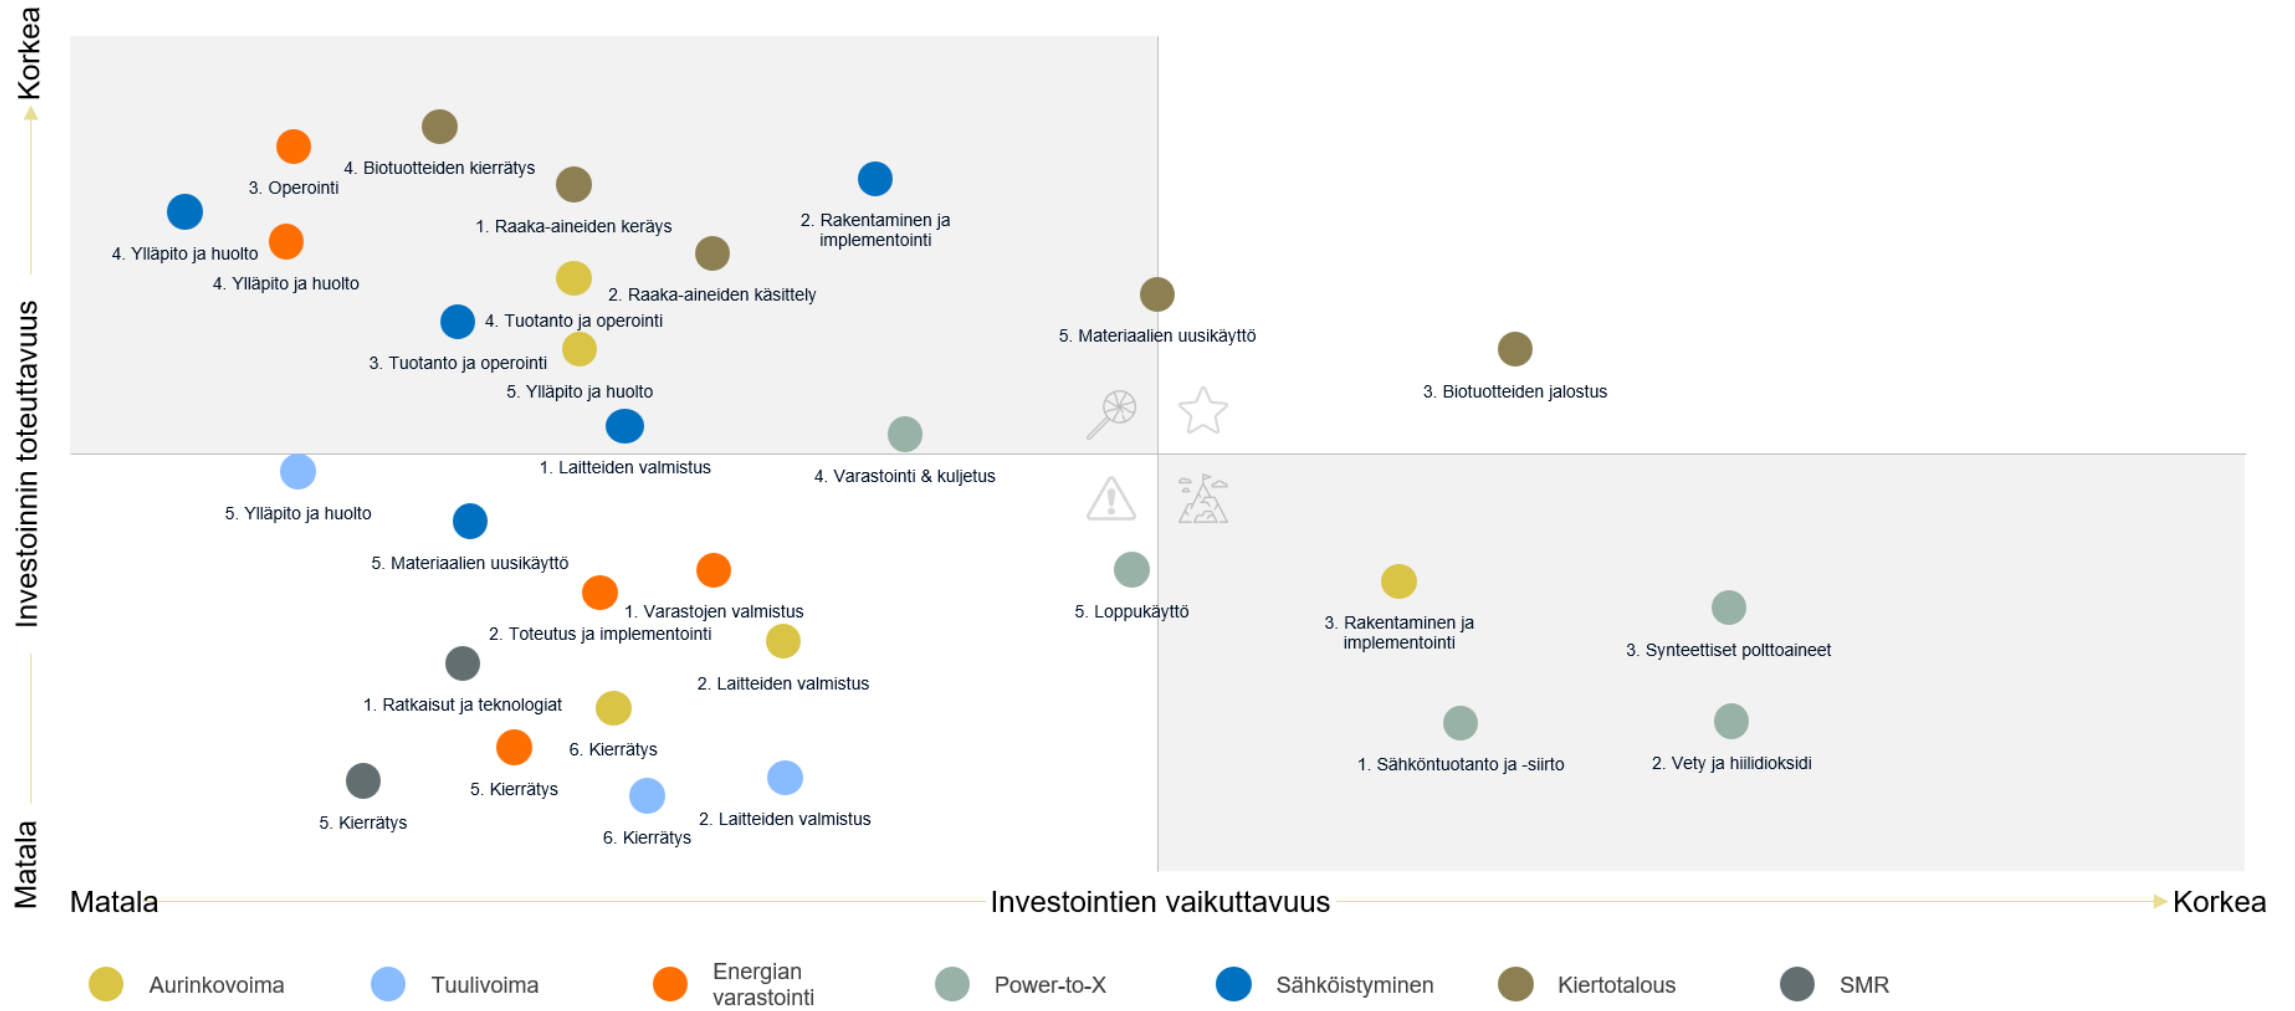 Korkea
Investoinnin toteuttavuus
Matala
4. Biotuotteiden kierrätys
3. Operointi
1. Raaka-aineiden keräys
2. Rakentaminen ja
implementointi
4. Ylläpito ja huolto
4. Ylläpito ja huolto
2. Raaka-aineiden käsittely
4. Tuotanto ja operointi
5. Materiaalien uusikäyttö
3. Tuotanto ja operointi
5. Ylläpito ja huolto
3. Biotuotteiden jalostus
1. Laitteiden valmistus
4. Varastointi & kuljetus
5. Ylläpito ja huolto
5. Materiaalien uusikäyttö
1. Varastojen valmistus
5. Loppukäyttö
3. Rakentaminen ja
implementointi
2. Toteutus ja implementointi
3. Synteettiset polttoaineet
2. Laitteiden valmistus
1. Ratkaisut ja teknologiat
6. Kierrätys
1. Sähköntuotanto ja -siirto
2. Vety ja hiilidioksidi
5. Kierrätys
5. Kierrätys
2. Laitteiden valmistus
6. Kierrätys
Matala
Investointien vaikuttavuus
Korkea
Aurinkovoima
Tuulivoima
Energian
varastointi
Power-to-X
Sähköistyminen
Kiertotalous
SMR